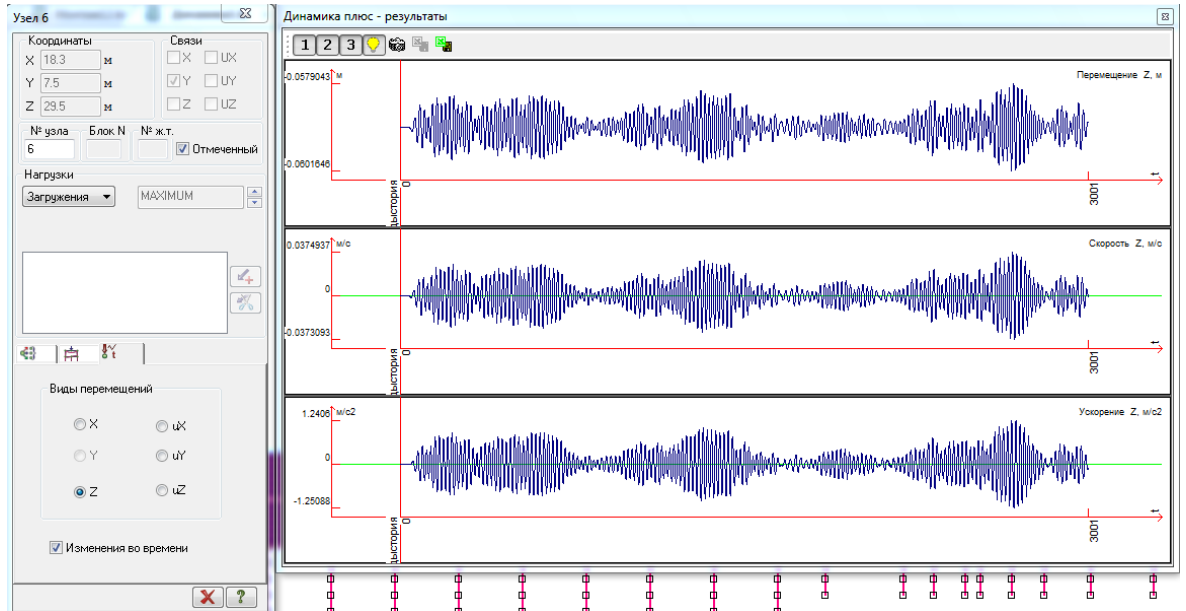 Узел 6
Координаты
Связи
X 18.3 м
X UX
Y 7.5 м
Y UY
Z 29.5 м
Z UZ
№ узла Блок N № ж.т.
6
Отмеченный
Нагрузки
Загружения
MAXIMUM
t
Виды перемещений
X uX
Y uY
Z uZ
Изменения во времени
X ?
Динамика плюс - результаты
1 2 3
-0.0579043 м
Перемещение Z, м
-0.0601646
дыстория
0
3001
t
0.0374937 м/с
Скорость Z, м/с
0
-0.0373093
дыстория
0
3001
t
1.2406 м/с2
Ускорение Z, м/с2
0
-1.25088
дыстория
0
3001
t